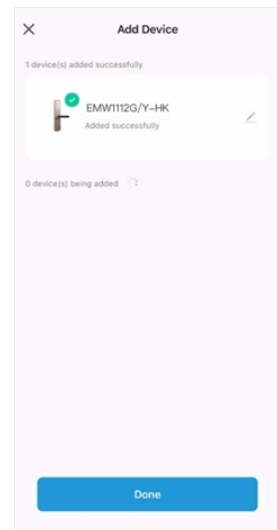 Add Device
1 device(s) added successfully
EMW1112G/Y-HK
Added successfully
0 device(s) being added
Done